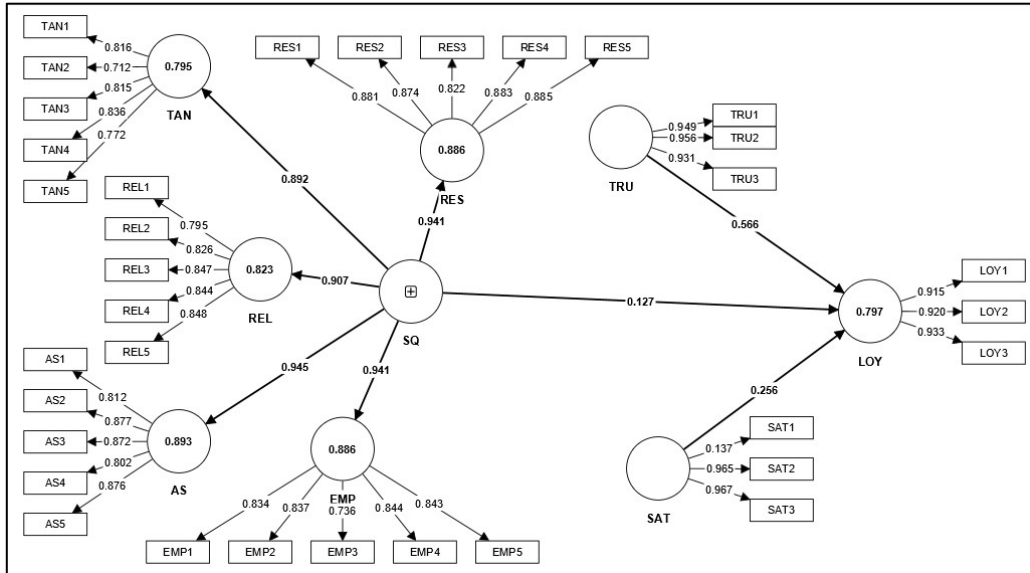 TAN1
TAN2
TAN3
TAN4
TAN5
0.816
0.712
0.815
0.836
0.772
0.795
TAN
RES1
RES2
RES3
RES4
RES5
0.881
0.874
0.822
0.883
0.885
0.886
RES
TRU1
TRU2
TRU3
0.949
0.956
0.931
TRU
0.892
0.941
0.566
REL1
REL2
REL3
REL4
REL5
0.795
0.826
0.847
0.844
0.848
0.823
REL
0.907
SQ
0.127
0.797
LOY
0.915
0.920
0.933
LOY1
LOY2
LOY3
0.945
0.941
0.256
AS1
AS2
AS3
AS4
AS5
0.812
0.877
0.872
0.802
0.876
0.893
AS
0.886
EMP
0.834
0.837
0.736
0.844
0.843
EMP1
EMP2
EMP3
EMP4
EMP5
SAT
0.137
0.965
0.967
SAT1
SAT2
SAT3